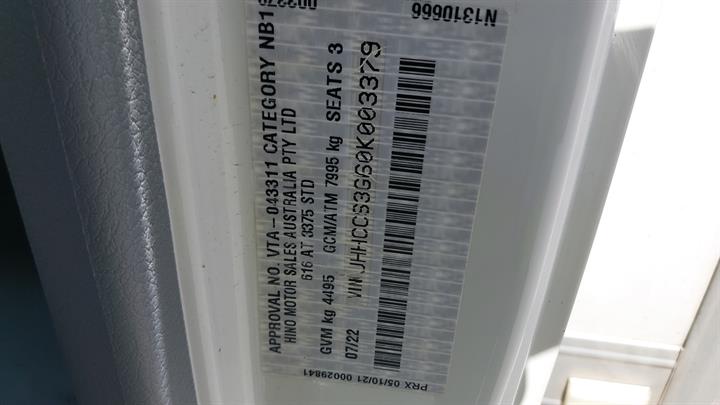 APPROVAL NO. VTA-043311 CATEGORY NB1
HINO MOTOR SALES AUSTRALIA PTY LTD
616 AT 3375 STD
GVM kg 4495 GCM/ATM 7995 kg SEATS 3
07/22 VIN JHHCCS3GG0K003379
PRX 05/10/21 00029841
N1310666